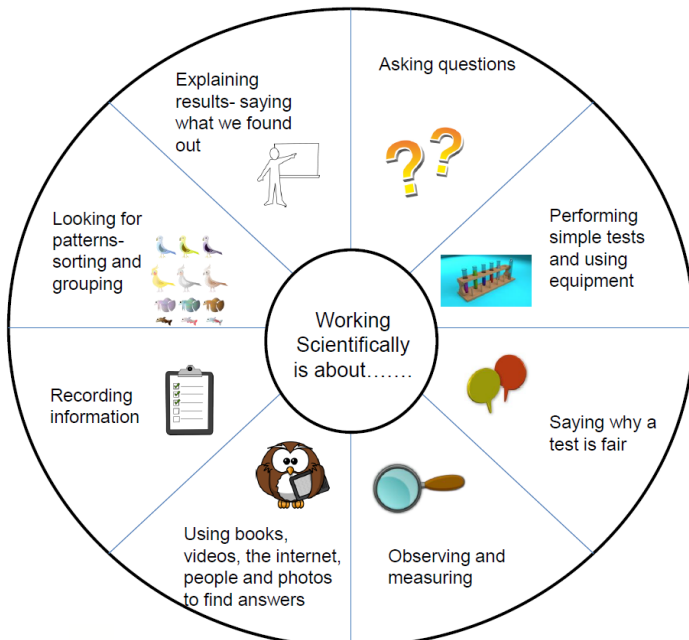 Asking questions
Performing
simple tests
and using
equipment
Saying why a
test is fair
Observing and
measuring
Using books,
videos, the internet,
people and photos
to find answers
Recording
information
Looking for
patterns-
sorting and
grouping
Explaining
results- saying
what we found
out
Working
Scientifically
is about…….